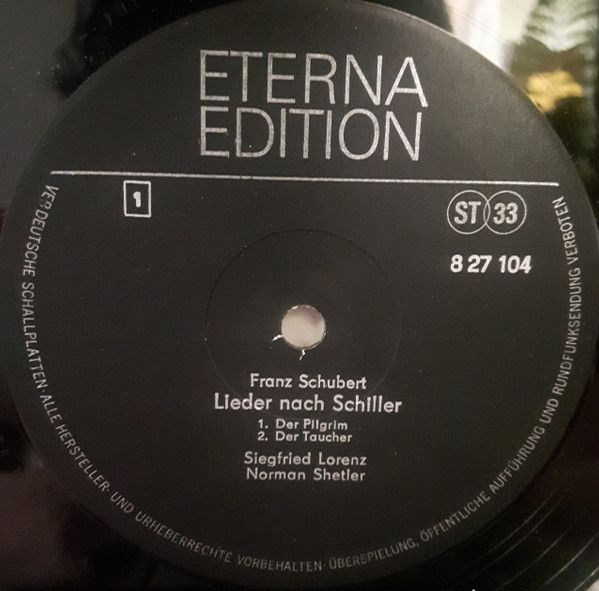 ETERNA
EDITION
1
ST 33
8 27 104
Franz Schubert
Lieder nach Schiller
1. Der Pilgrim
2. Der Taucher
Siegfried Lorenz
Norman Shetler
VEB DEUTSCHE SCHALLPLATTEN · ALLE HERSTELLER- UND URHEBERRECHTE VORBEHALTEN · ÜBERSPIELUNG, ÖFFENTLICHE AUFFÜHRUNG UND RUNDFUNKSENDUNG VERBOTEN